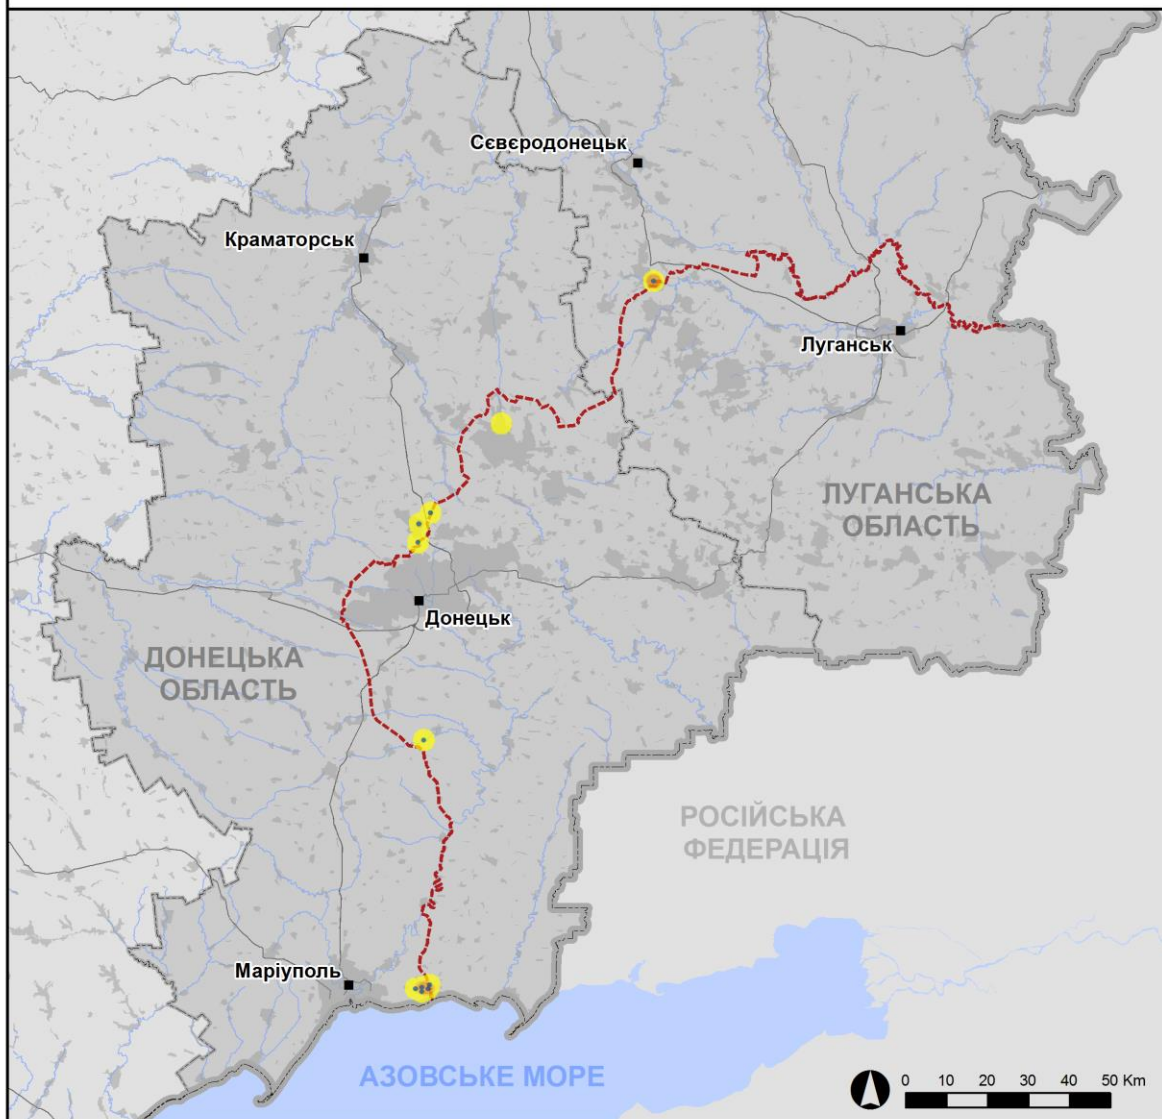 Сєвєродонецьк
Краматорськ
Луганськ
ЛУГАНСЬКА
ОБЛАСТЬ
Донецьк
ДОНЕЦЬКА
ОБЛАСТЬ
РОСІЙСЬКА
ФЕДЕРАЦІЯ
Маріуполь
АЗОВСЬКЕ МОРЕ
0 10 20 30 40 50 Km